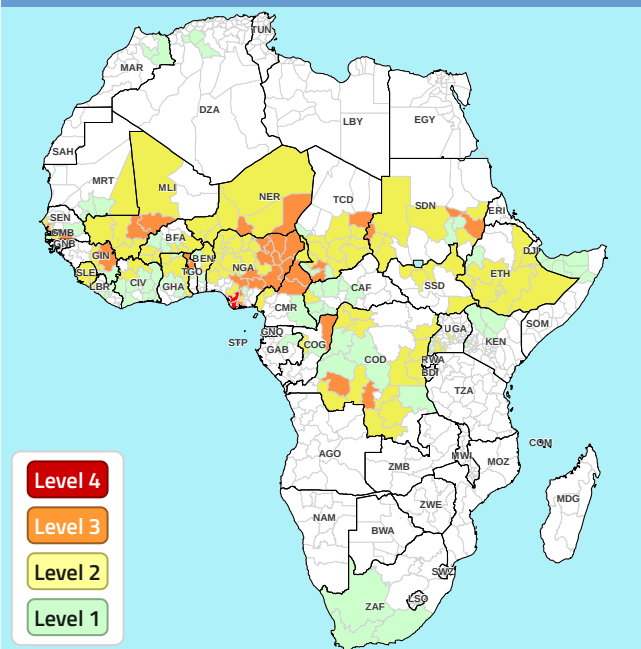 TUN
MAR
DZA
LBY
EGY
SAH
MRT
MLI
NER
TCD
SDN
ERI
SEN
GMB
GNB
BFA
GIN
BEN
NGA
DJI
SLE
TGO
ETH
LBR
CIV
GHA
CAF
SSD
CMR
SOM
GNQ
UGA
KEN
STP
GAB
COG
COD
RWA
BDI
TZA
COM
AGO
MWI
MOZ
ZMB
MDG
NAM
ZWE
BWA
SWZ
LSO
ZAF
Level 4
Level 3
Level 2
Level 1